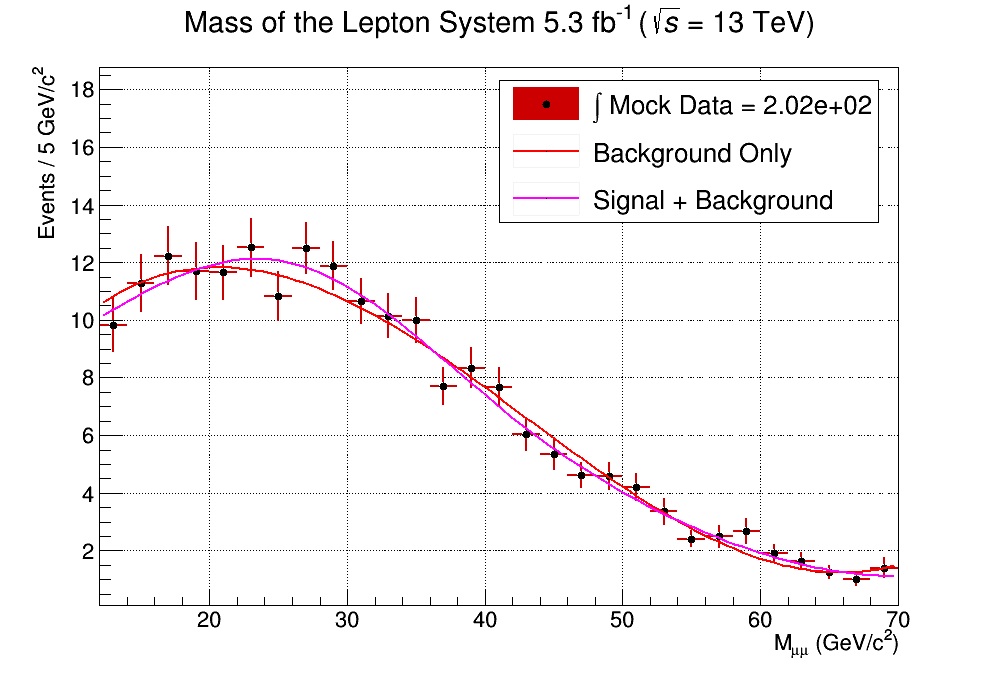 Mass of the Lepton System 5.3 fb⁻¹ (√s = 13 TeV)
Events / 5 GeV/c²
18
16
14
12
10
8
6
4
2
∫ Mock Data = 2.02e+02
Background Only
Signal + Background
20 30 40 50 60 70
M_μμ (GeV/c²)